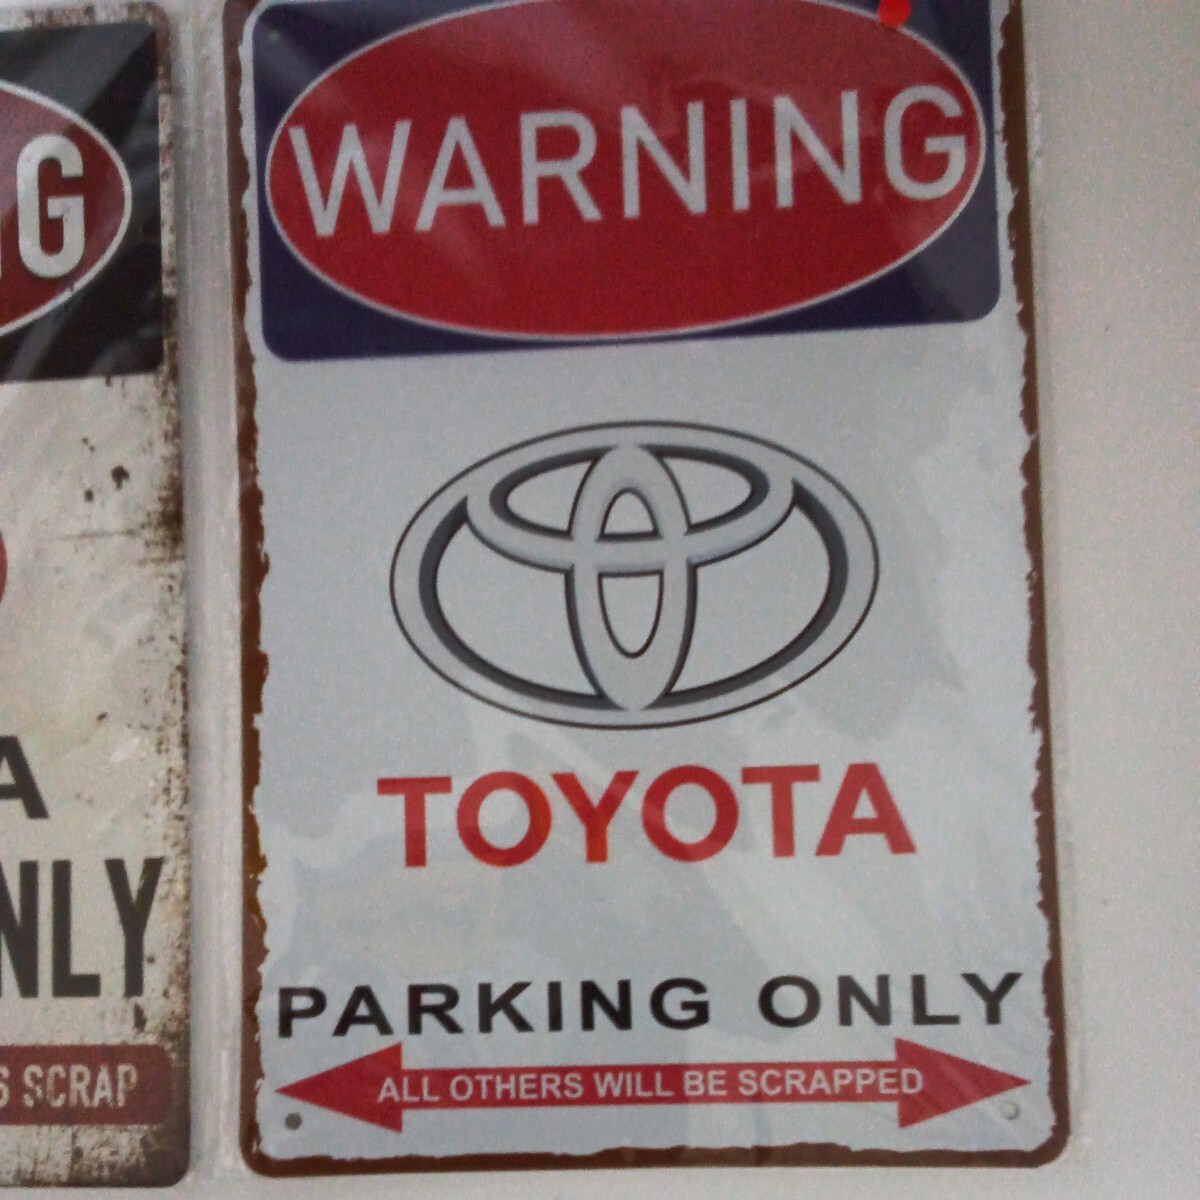 WARNING
TOYOTA
PARKING ONLY
ALL OTHERS WILL BE SCRAPPED
G
A
NLY
S SCRAP